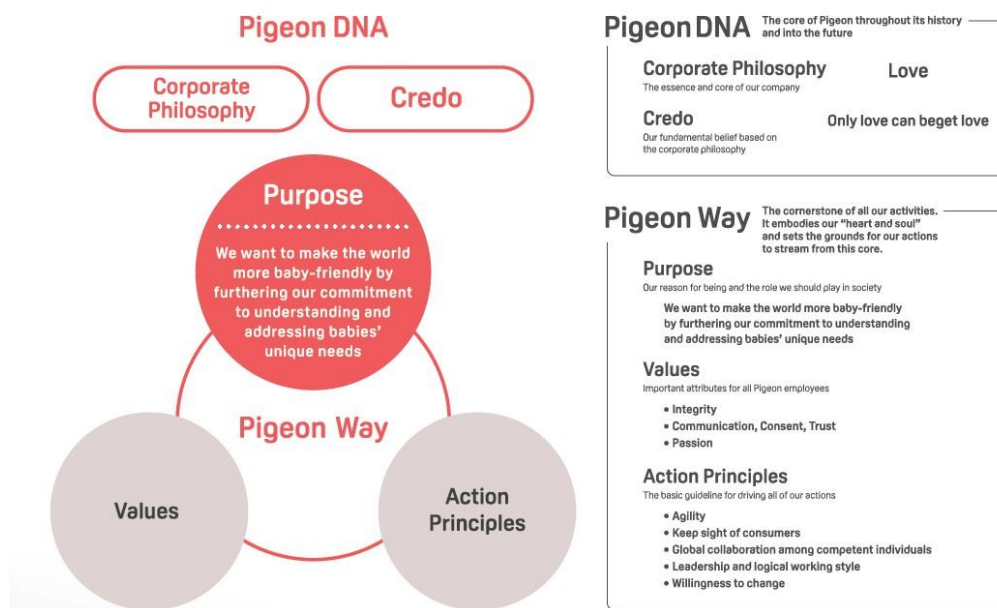 Pigeon DNA
Corporate
Philosophy
Credo
Purpose
We want to make the world
more baby-friendly by
furthering our commitment
to understanding and
addressing babies’
unique needs
Pigeon Way
Values
Action
Principles
Pigeon DNA
The core of Pigeon throughout its history
and into the future
Corporate Philosophy
The essence and core of our company
Love
Credo
Our fundamental belief based on
the corporate philosophy
Only love can beget love
Pigeon Way
The cornerstone of all our activities.
It embodies our “heart and soul”
and sets the grounds for our actions
to stream from this core.
Purpose
Our reason for being and the role we should play in society
We want to make the world more baby-friendly
by furthering our commitment to understanding
and addressing babies’ unique needs
Values
Important attributes for all Pigeon employees
• Integrity
• Communication, Consent, Trust
• Passion
Action Principles
The basic guideline for driving all of our actions
• Agility
• Keep sight of consumers
• Global collaboration among competent individuals
• Leadership and logical working style
• Willingness to change